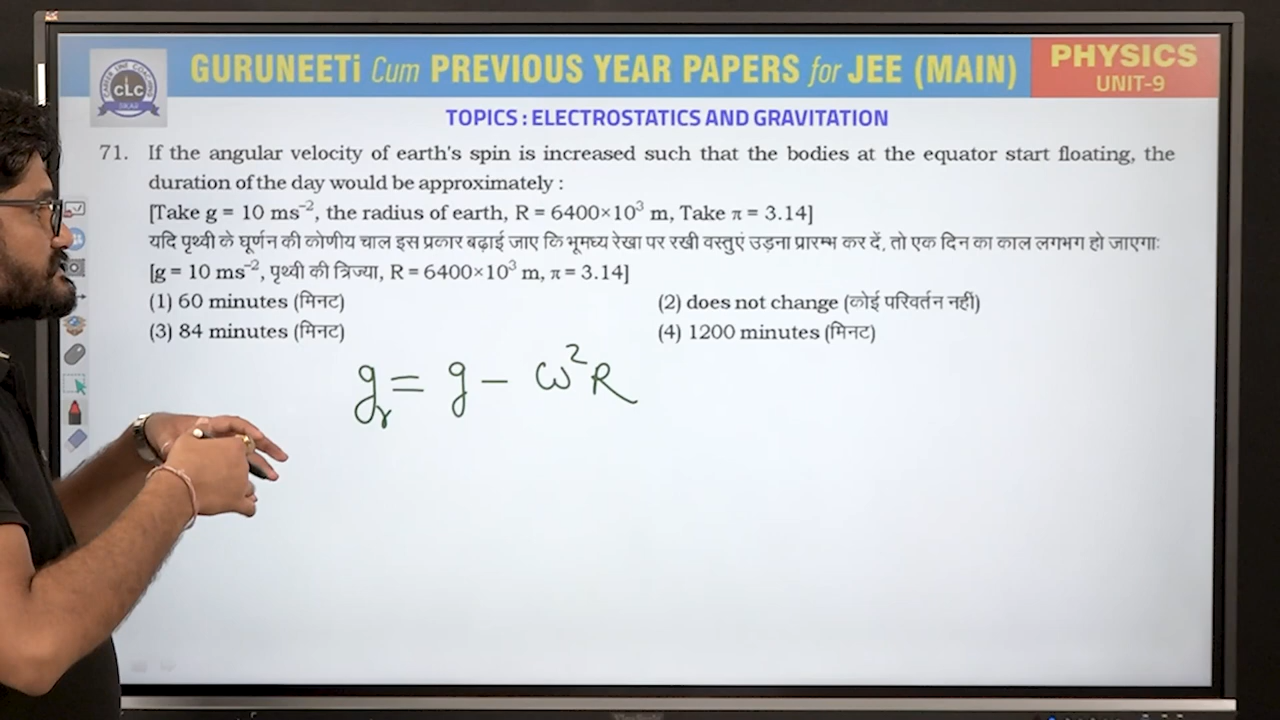 GURUNEETi Cum PREVIOUS YEAR PAPERS for JEE (MAIN)
PHYSICS
UNIT-9
CLC
TOPICS : ELECTROSTATICS AND GRAVITATION
71. If the angular velocity of earth's spin is increased such that the bodies at the equator start floating, the
duration of the day would be approximately :
[Take g = 10 ms⁻², the radius of earth, R = 6400×10³ m, Take π = 3.14]
यदि पृथ्वी के घूर्णन की कोणीय चाल इस प्रकार बढ़ाई जाए कि भूमध्य रेखा पर रखी वस्तुएं उड़ना प्रारम्भ कर दें, तो एक दिन का काल लगभग हो जाएगाः
[g = 10 ms⁻², पृथ्वी की त्रिज्या, R = 6400×10³ m, π = 3.14]
(1) 60 minutes (मिनट) (2) does not change (कोई परिवर्तन नहीं)
(3) 84 minutes (मिनट) (4) 1200 minutes (मिनट)
gᵣ = g − ω²R